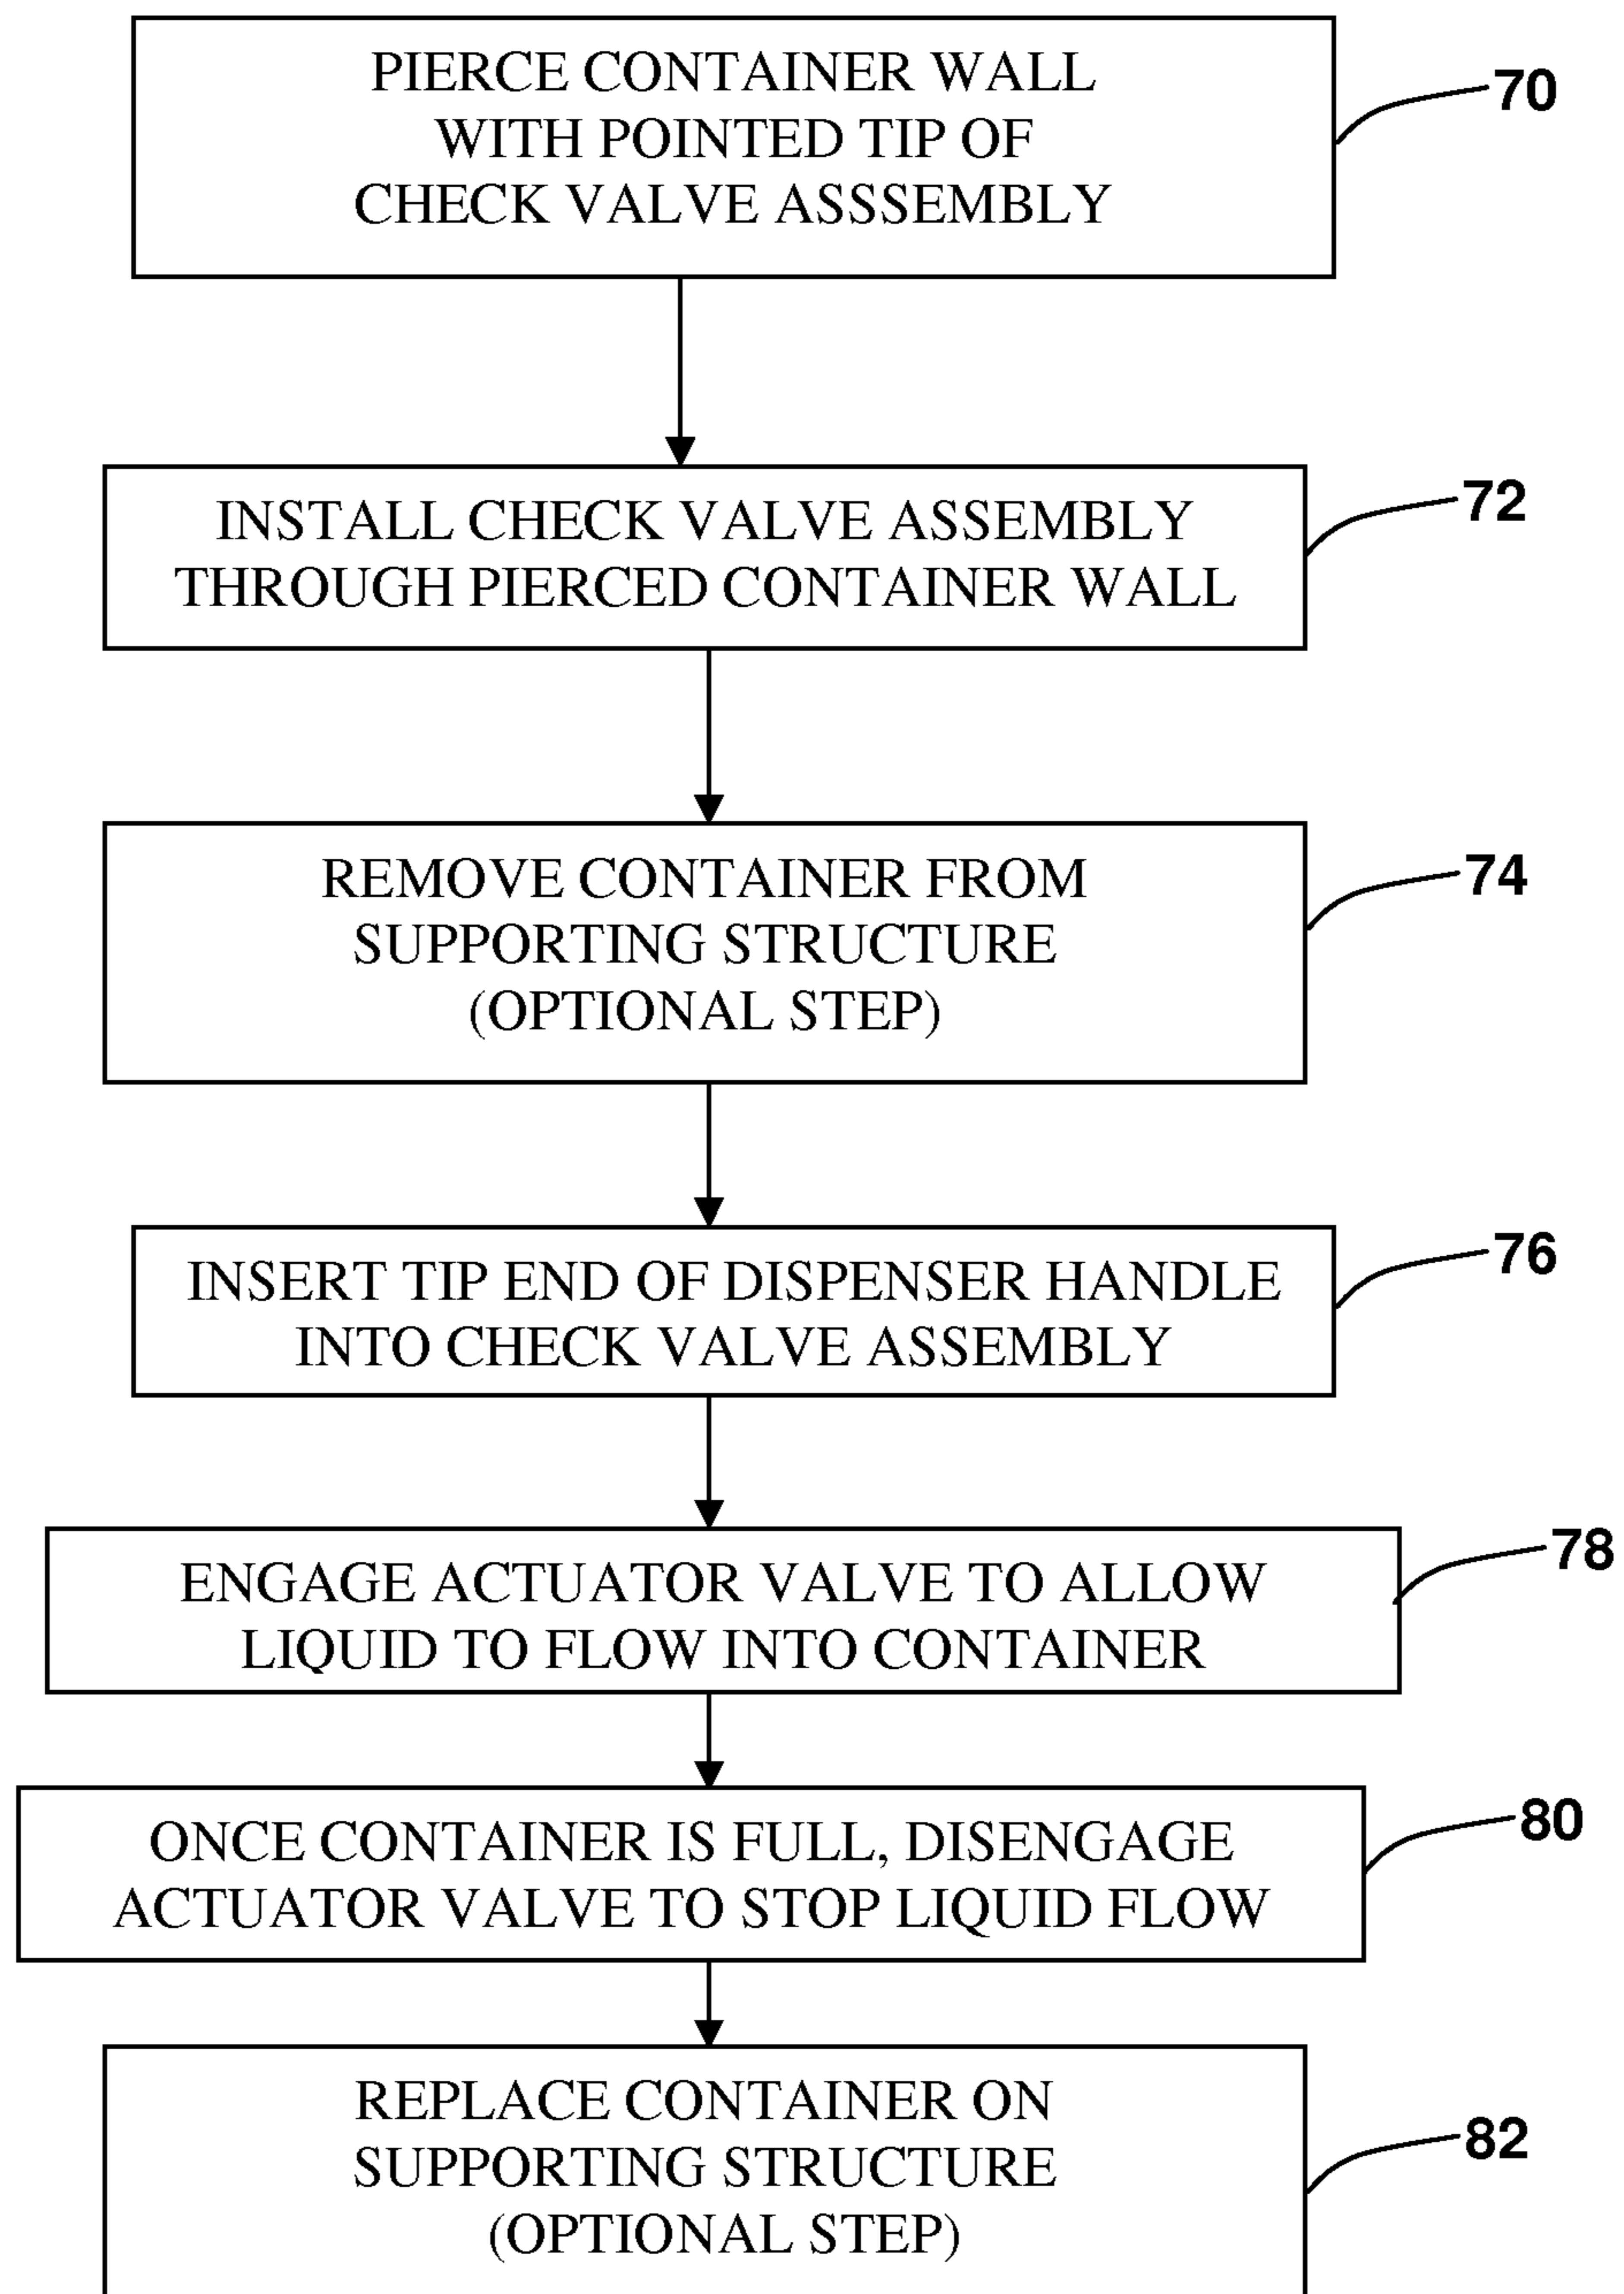 PIERCE CONTAINER WALL
WITH POINTED TIP OF
CHECK VALVE ASSSEMBLY
70
INSTALL CHECK VALVE ASSEMBLY
THROUGH PIERCED CONTAINER WALL
72
REMOVE CONTAINER FROM
SUPPORTING STRUCTURE
(OPTIONAL STEP)
74
INSERT TIP END OF DISPENSER HANDLE
INTO CHECK VALVE ASSEMBLY
76
ENGAGE ACTUATOR VALVE TO ALLOW
LIQUID TO FLOW INTO CONTAINER
78
ONCE CONTAINER IS FULL, DISENGAGE
ACTUATOR VALVE TO STOP LIQUID FLOW
80
REPLACE CONTAINER ON
SUPPORTING STRUCTURE
(OPTIONAL STEP)
82